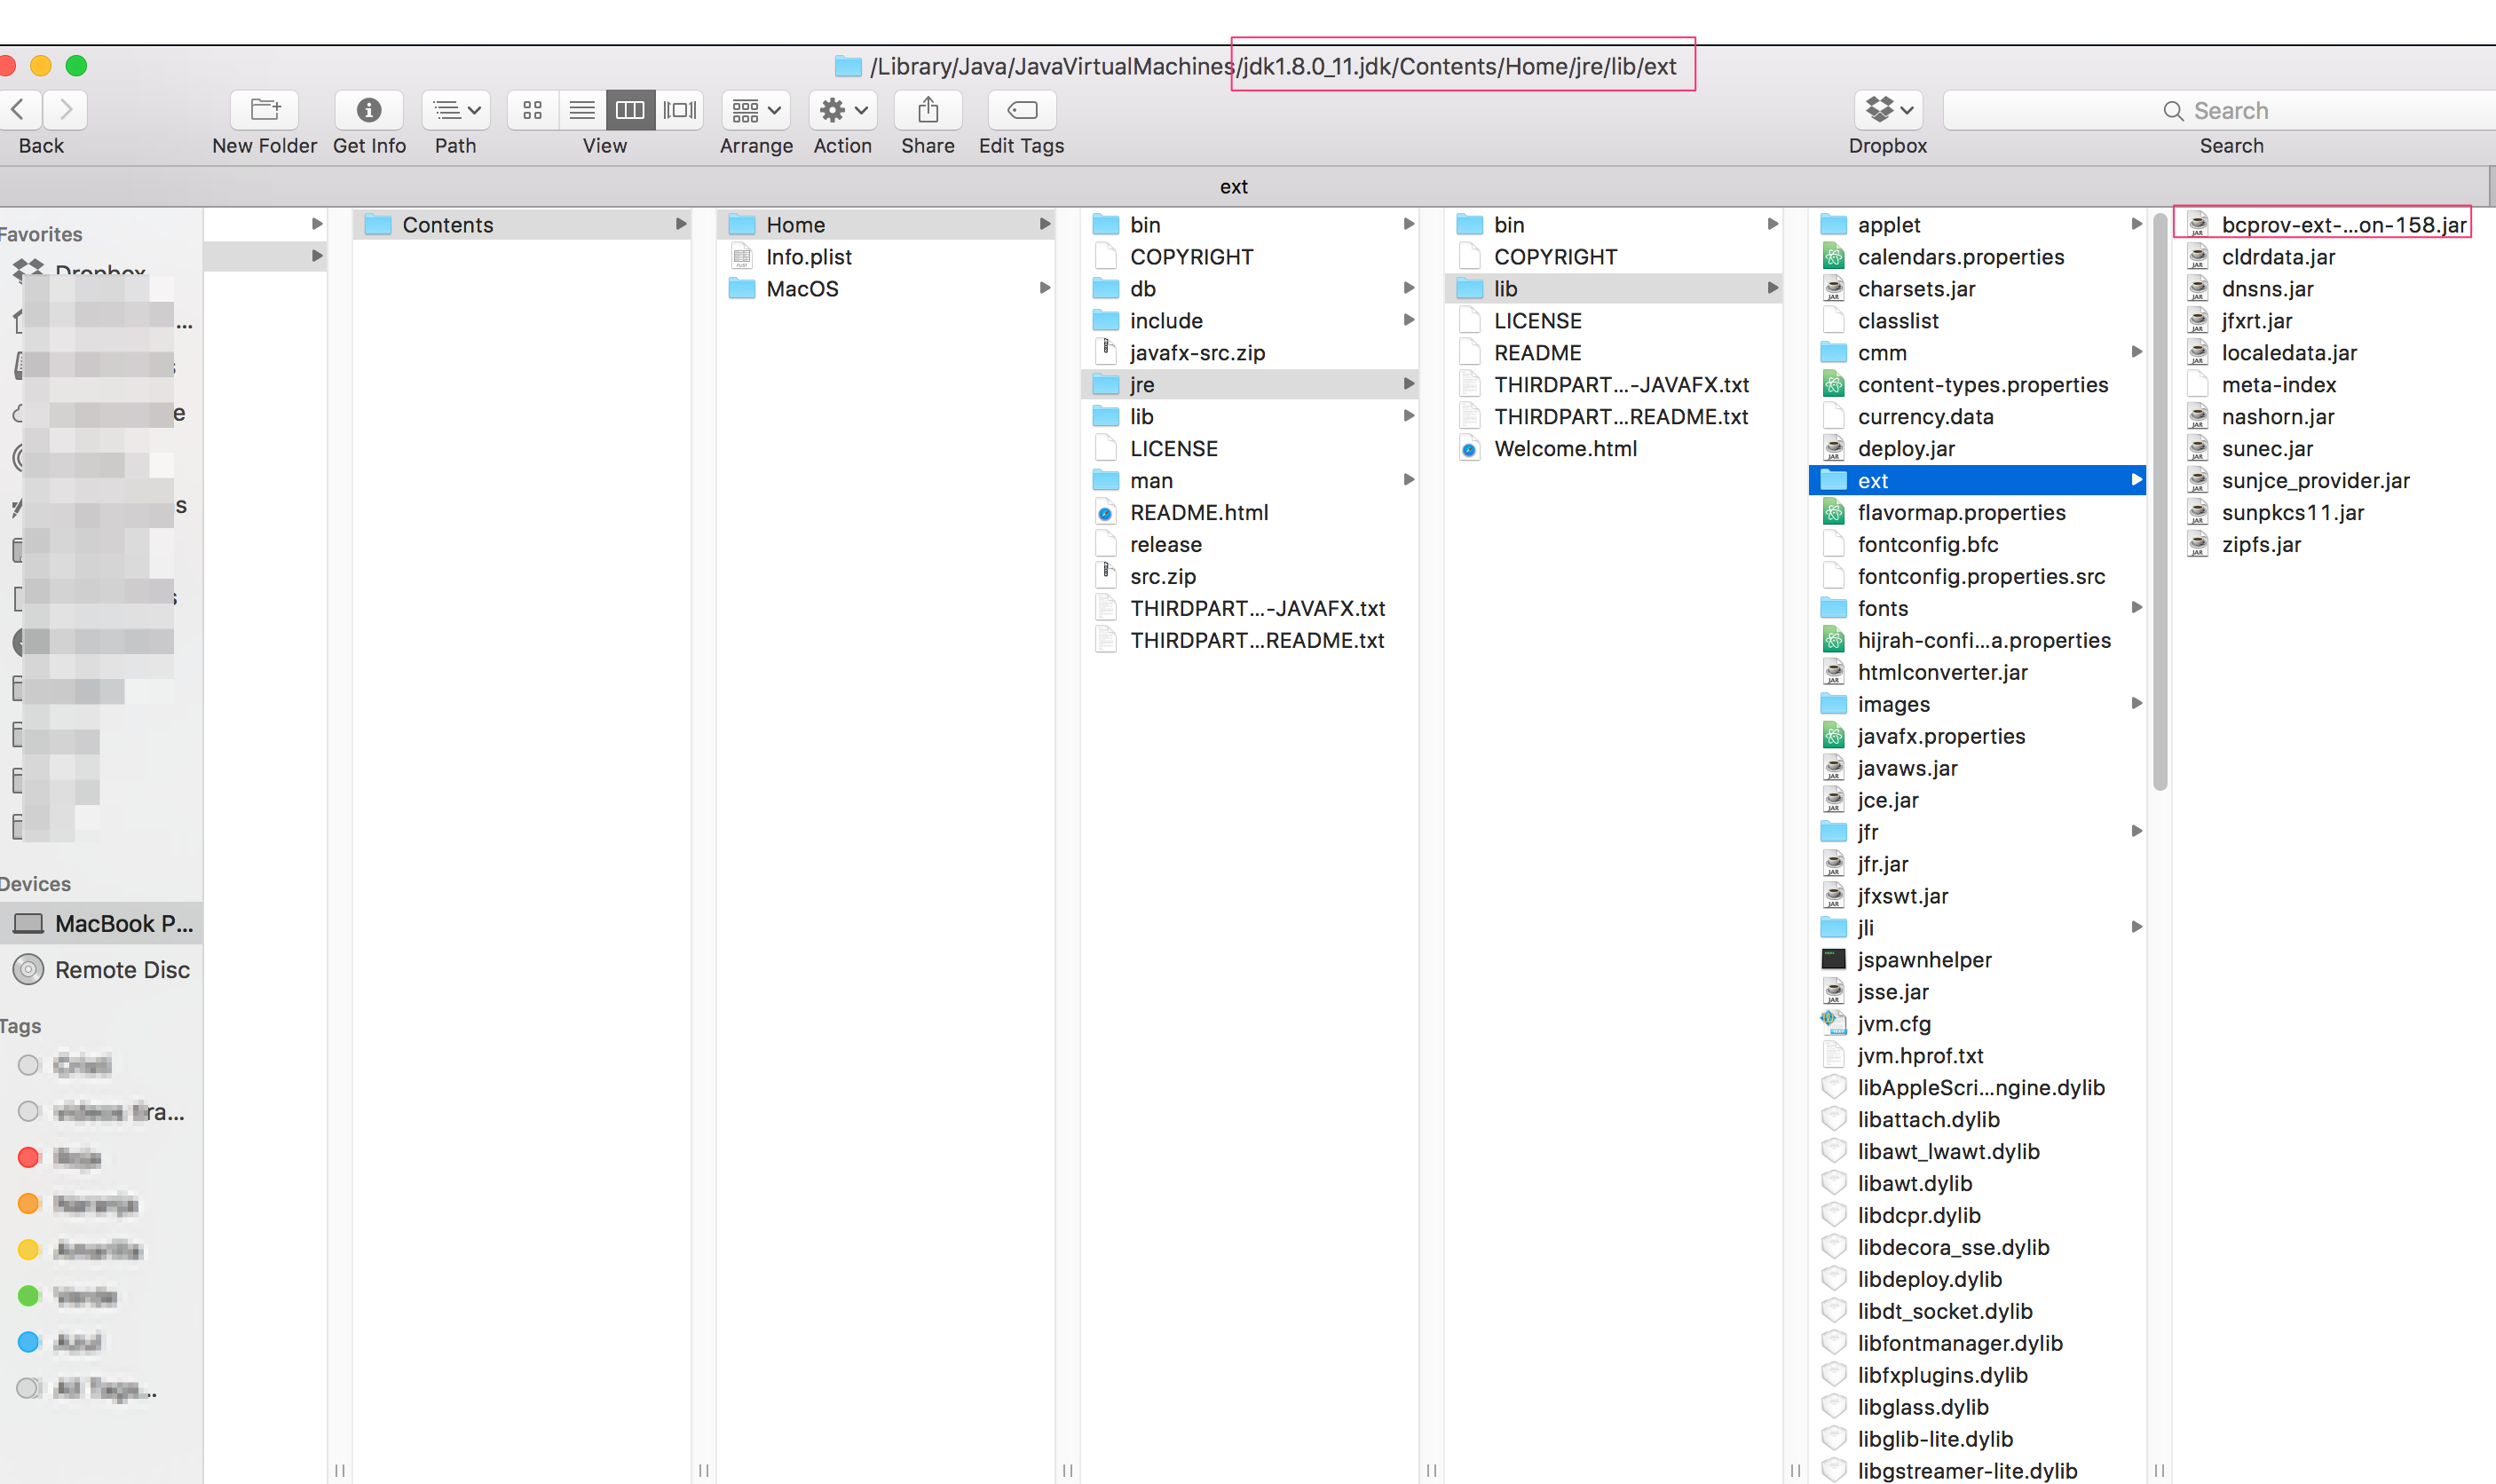 /Library/Java/JavaVirtualMachines/jdk1.8.0_11.jdk/Contents/Home/jre/lib/ext
Back
New Folder
Get Info
Path
View
Arrange
Action
Share
Edit Tags
Dropbox
Search
Search
ext
Favorites
Dropbox
Devices
MacBook P...
Remote Disc
Tags
Contents
Home
Info.plist
MacOS
bin
COPYRIGHT
db
include
javafx-src.zip
jre
lib
LICENSE
man
README.html
release
src.zip
THIRDPART...-JAVAFX.txt
THIRDPART...README.txt
bin
COPYRIGHT
lib
LICENSE
README
THIRDPART...-JAVAFX.txt
THIRDPART...README.txt
Welcome.html
applet
calendars.properties
charsets.jar
classlist
cmm
content-types.properties
currency.data
deploy.jar
ext
flavormap.properties
fontconfig.bfc
fontconfig.properties.src
fonts
hijrah-confi...a.properties
htmlconverter.jar
images
javafx.properties
javaws.jar
jce.jar
jfr
jfr.jar
jfxswt.jar
jli
jspawnhelper
jsse.jar
jvm.cfg
jvm.hprof.txt
libAppleScri...ngine.dylib
libattach.dylib
libawt_lwawt.dylib
libawt.dylib
libdcpr.dylib
libdecora_sse.dylib
libdeploy.dylib
libdt_socket.dylib
libfontmanager.dylib
libfxplugins.dylib
libglass.dylib
libglib-lite.dylib
libgstreamer-lite.dylib
bcprov-ext-...on-158.jar
cldrdata.jar
dnsns.jar
jfxrt.jar
localedata.jar
meta-index
nashorn.jar
sunec.jar
sunjce_provider.jar
sunpkcs11.jar
zipfs.jar